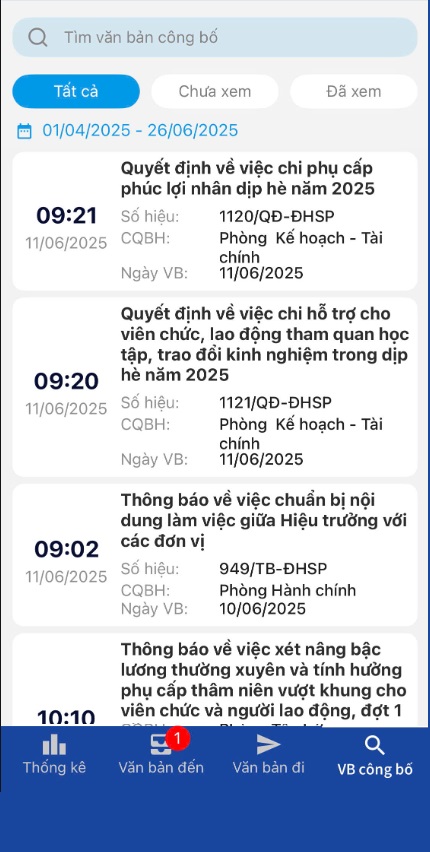 Tìm văn bản công bố
Tất cả
Chưa xem
Đã xem
01/04/2025 - 26/06/2025
Quyết định về việc chi phụ cấp
phúc lợi nhân dịp hè năm 2025
09:21
11/06/2025
Số hiệu: 1120/QĐ-ĐHSP
CQBH: Phòng Kế hoạch - Tài
chính
Ngày VB: 11/06/2025
Quyết định về việc chi hỗ trợ cho
viên chức, lao động tham quan học
tập, trao đổi kinh nghiệm trong dịp
hè năm 2025
09:20
11/06/2025
Số hiệu: 1121/QĐ-ĐHSP
CQBH: Phòng Kế hoạch - Tài
chính
Ngày VB: 11/06/2025
Thông báo về việc chuẩn bị nội
dung làm việc giữa Hiệu trưởng với
các đơn vị
09:02
11/06/2025
Số hiệu: 949/TB-ĐHSP
CQBH: Phòng Hành chính
Ngày VB: 10/06/2025
Thông báo về việc xét nâng bậc
lương thường xuyên và tính hưởng
phụ cấp thâm niên vượt khung cho
viên chức và người lao động, đợt 1
10:10
1
Thống kê
Văn bản đến
Văn bản đi
VB công bố